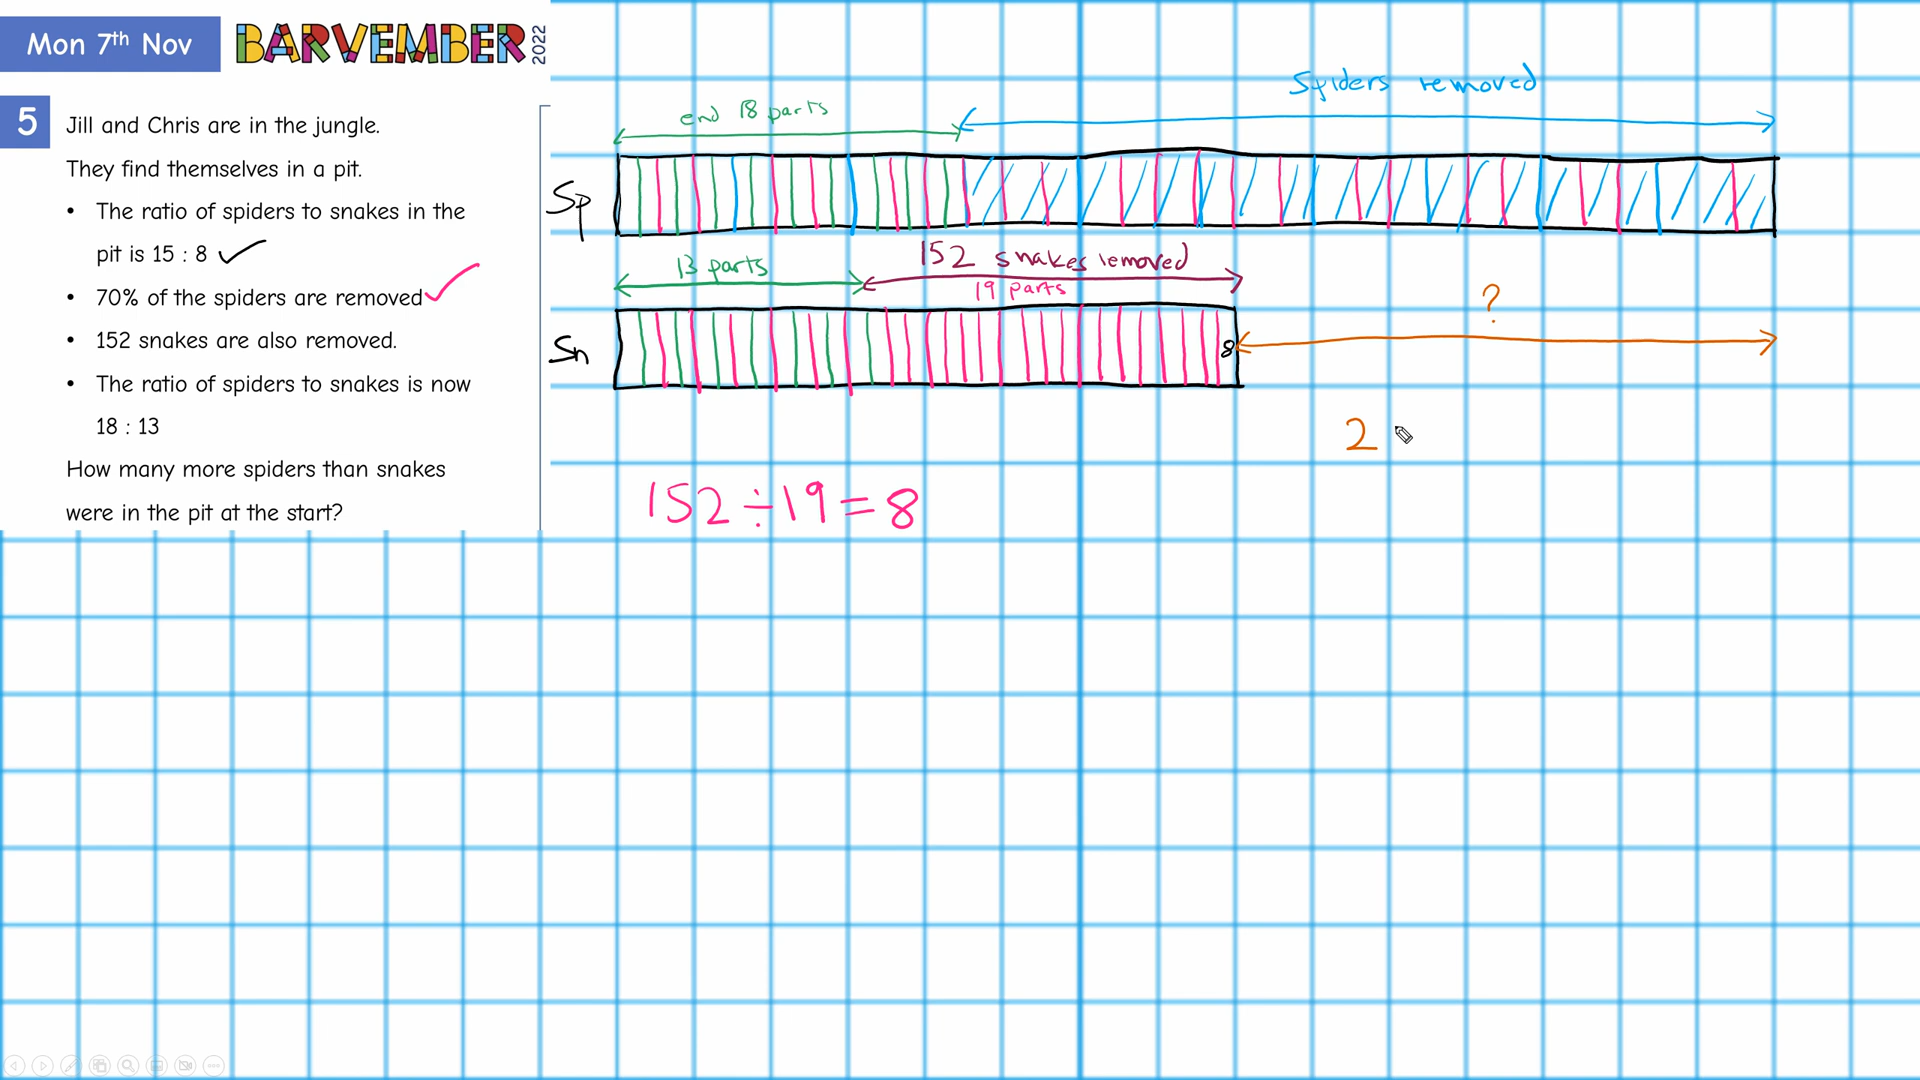 Mon 7th Nov
BARVEMBER 2022
5
Jill and Chris are in the jungle.
They find themselves in a pit.
• The ratio of spiders to snakes in the
pit is 15 : 8 ✓
• 70% of the spiders are removed ✓
• 152 snakes are also removed.
• The ratio of spiders to snakes is now
18 : 13
How many more spiders than snakes
were in the pit at the start?
Spiders removed
end 18 parts
Sp
152 snakes removed
13 parts
19 parts
?
Sn
8
2
152 ÷ 19 = 8